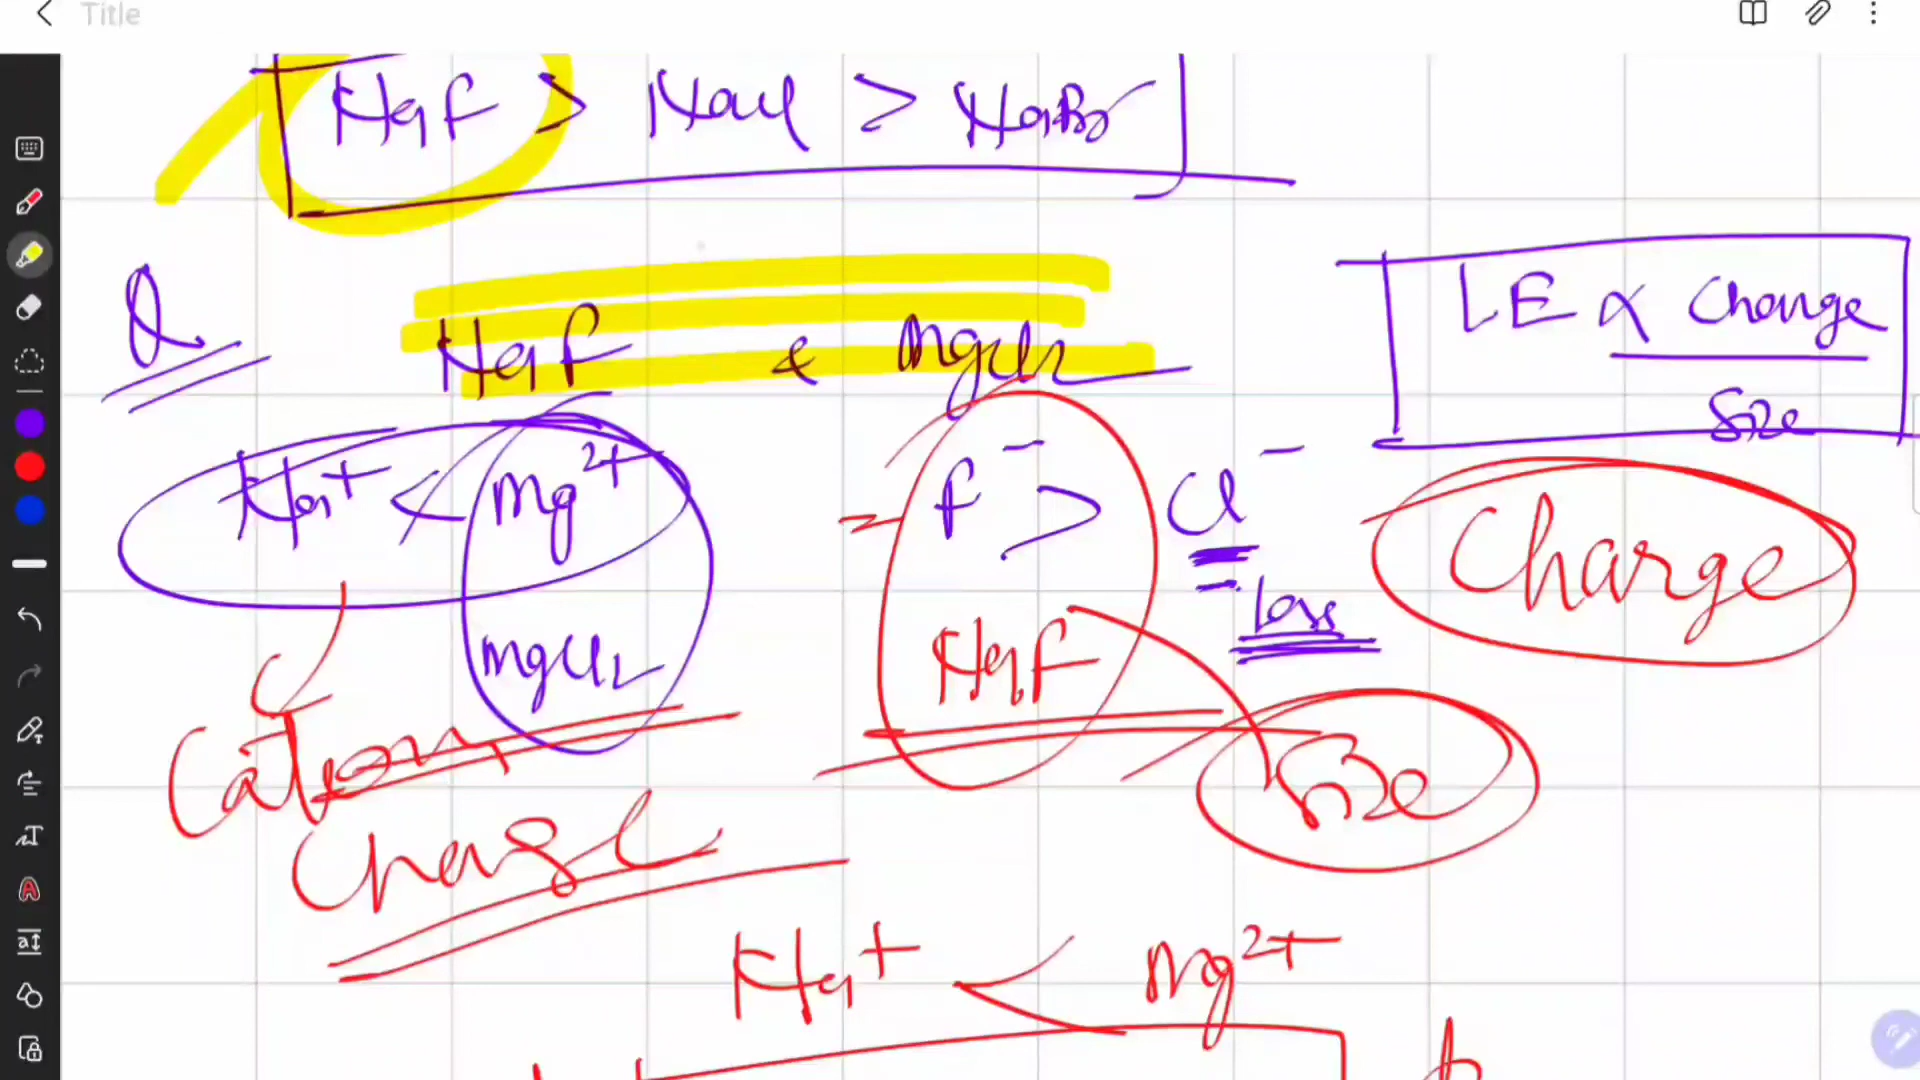 Title
NaF > NaCl > NaBr
Q NaF & MgCl2
LE ∝ Charge
Size
Na+ < Mg2+ F- > Cl-
Charge
Less
MgCl2 NaF
Size
Cation
Charge
Na+ < Mg2+